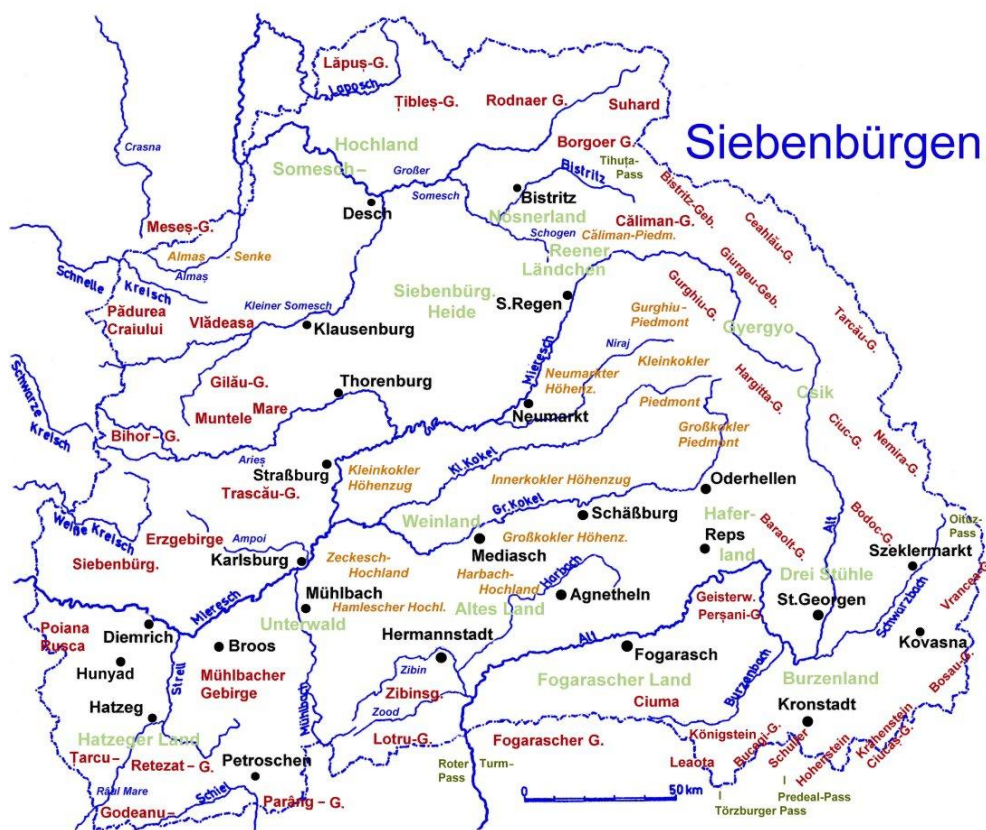 Siebenbürgen
Lăpuș-G.
Laposch
Țibleș-G.
Rodnaer G.
Suhard
Crasna
Hochland
Somesch –
Großer
Somesch
Borgoer G.
Tihuța-
Pass
Bistritz
Bistritz
Desch
Nösnerland
Bistritz-Geb.
Ceahlău-G.
Meseș-G.
Almas - Senke
Almaș
Schogen
Căliman-G.
Căliman-Piedm.
Reener
Ländchen
Giurgeu-Geb.
Schnelle
Kreisch
Pădurea
Craiului
Vlădeasa
Kleiner Somesch
Klausenburg
Siebenbürg.
Heide
S.Regen
Gurghiu-G.
Gurghiu-
Piedmont
Gyergyo
Tarcău-G.
Schwarze
Kreisch
Gilău-G.
Muntele
Mare
Thorenburg
Mieresch
Niraj
Neumarkter
Höhenz.
Kleinkokler
Piedmont
Neumarkt
Hargitta-G.
Csik
Bihor-G.
Arieș
Großkokler
Piedmont
Ciuc-G.
Nemira-G.
Straßburg
Trascău-G.
Kleinkokler
Höhenzug
Kl.Kokel
Innerkokler Höhenzug
Oderhellen
Weiße Kreisch
Erzgebirge
Siebenbürg.
Ampoi
Karlsburg
Weinland
Gr.Kokel
Schäßburg
Großkokler Höhenz.
Mediasch
Hafer-
land
Reps
Baraolt-G.
Alt
Bodoc-G.
Oituz-
Pass
Szeklermarkt
Zeckesch-
Hochland
Harbach-
Hochland
Harbach
Drei Stühle
Vrancea-G.
Mieresch
Mühlbach
Hamlescher Hochl.
Unterwald
Altes Land
Agnetheln
Geisterw.
Perșani-G.
St.Georgen
Schwarzbach
Poiana
Rusca
Diemrich
Broos
Hermannstadt
Alt
Fogarasch
Kovasna
Hunyad
Strell
Mühlbacher
Gebirge
Mühlbach
Zibin
Zibinsg.
Zood
Fogarascher Land
Ciuma
Burzenbach
Burzenland
Bosau-G.
Hatzeg
Hatzeger Land
Kronstadt
Tarcu–
Retezat – G.
Râul Mare
Godeanu–
Petroschen
Schiel
Parâng – G.
Lotru-G.
Roter Turm-
Pass
Fogarascher G.
Königstein
Leaota
Bucegi-G.
Schuller
Hohenstein
Krähenstein
Ciucaș-G.
0 50 km
Törzburger Pass
Predeal-Pass